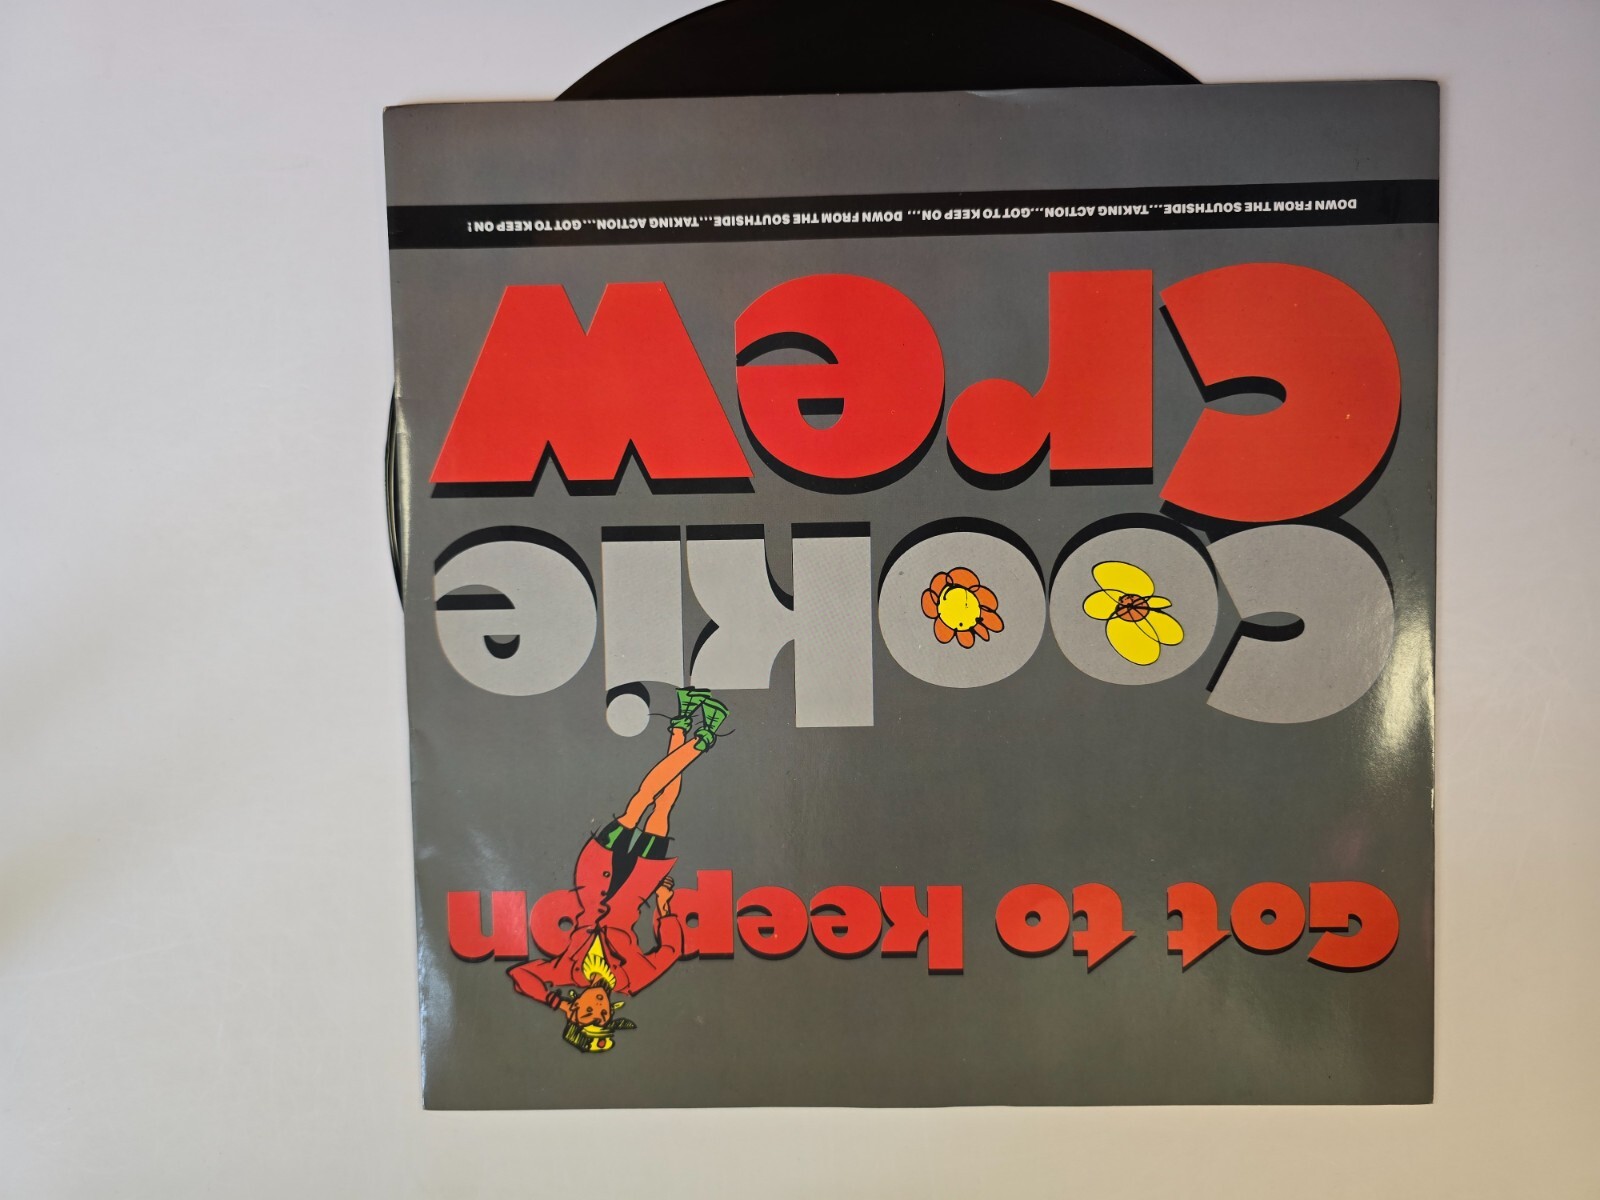 Got to keep on
Cookie
Crew
DOWN FROM THE SOUTHSIDE....TAKING ACTION....GOT TO KEEP ON.... DOWN FROM THE SOUTHSIDE....TAKING ACTION....GOT TO KEEP ON !